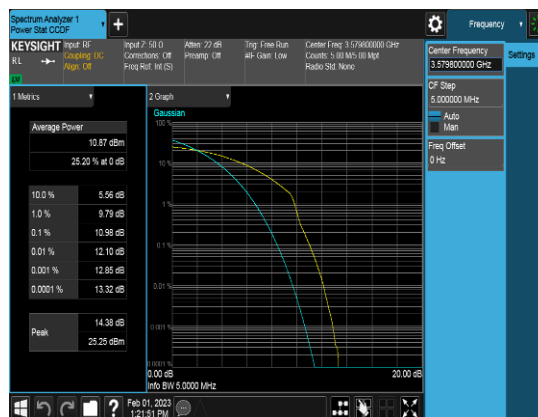 Spectrum Analyzer 1
Power Stat CCDF
+
Frequency
KEYSIGHT
RL
LXI
Input: RF
Coupling: DC
Align: Off
Input Z: 50 Ω
Corrections: Off
Freq Ref: Int (S)
Atten: 22 dB
Preamp: Off
Trig: Free Run
#IF Gain: Low
Center Freq: 3.579800000 GHz
Counts: 5.00 M/5.00 Mpt
Radio Std: None
Center Frequency
3.579800000 GHz
Settings
CF Step
5.000000 MHz
Auto
Man
Freq Offset
0 Hz
1 Metrics
Average Power
10.87 dBm
25.20 % at 0 dB
10.0 % 5.56 dB
1.0 % 9.79 dB
0.1 % 10.98 dB
0.01 % 12.10 dB
0.001 % 12.85 dB
0.0001 % 13.32 dB
Peak
14.38 dB
25.25 dBm
2 Graph
Gaussian
100 %
10 %
1 %
0.1 %
0.01 %
0.001 %
0.0001 %
0.00 dB 20.00 dB
Info BW 5.0000 MHz
?
Feb 01, 2023
1:21:51 PM